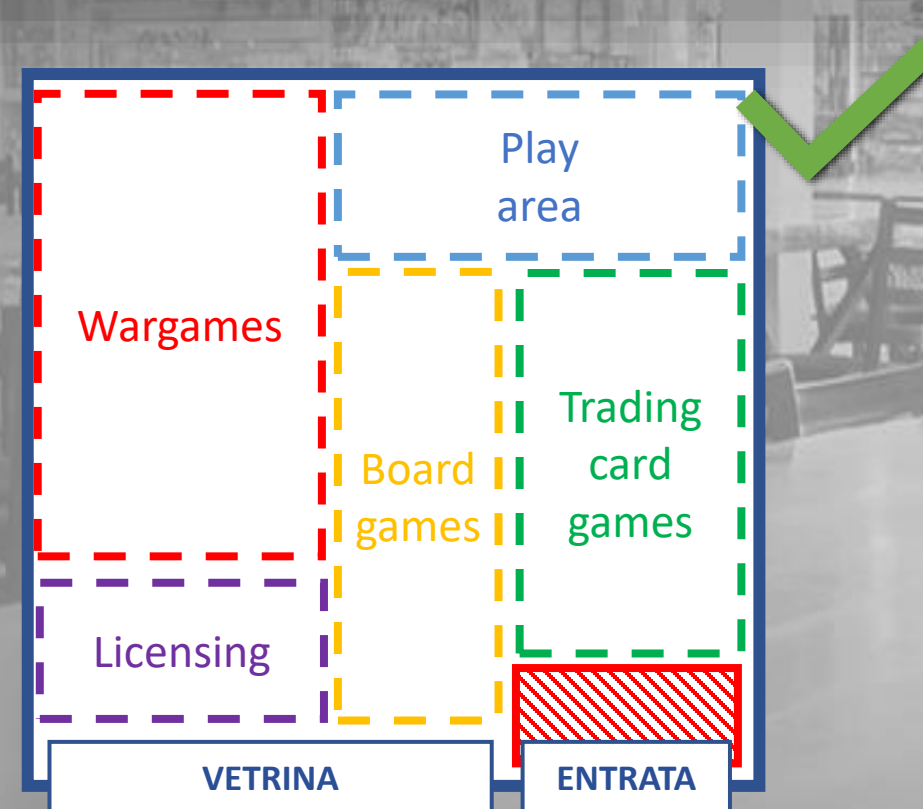 Play
area
Wargames
Trading
card
games
Board
games
Licensing
VETRINA
ENTRATA